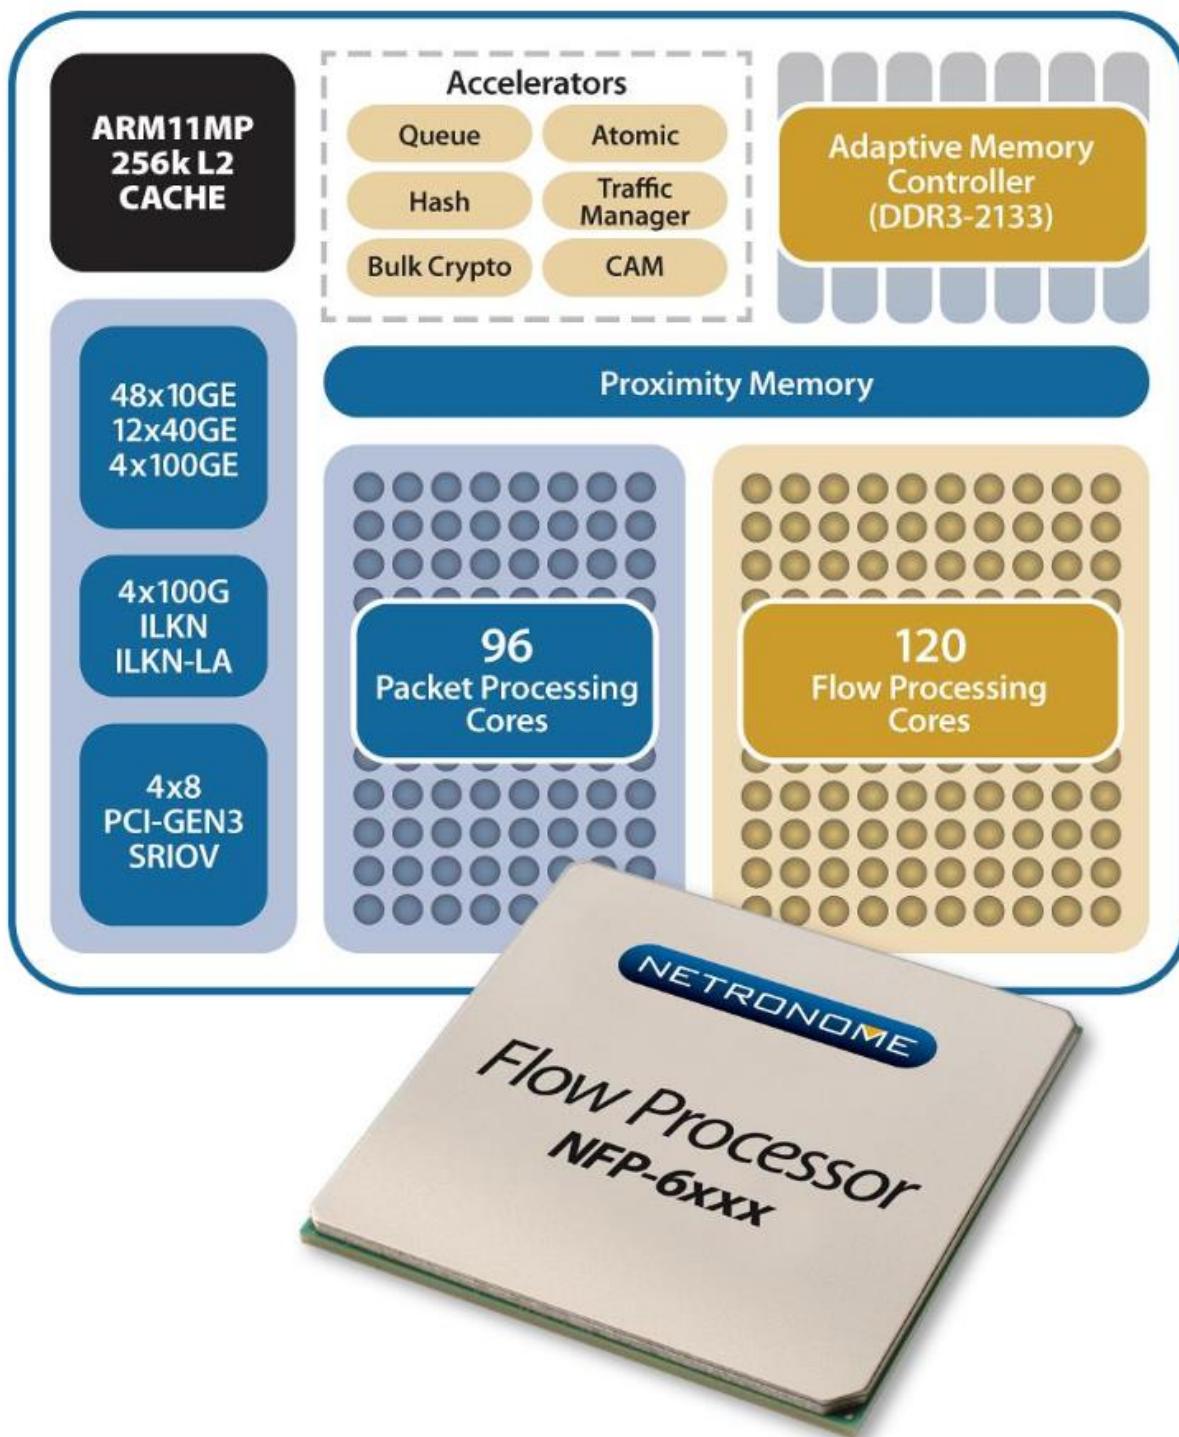 ARM11MP
256k L2
CACHE
Accelerators
Queue
Atomic
Hash
Traffic
Manager
Bulk Crypto
CAM
Adaptive Memory
Controller
(DDR3-2133)
Proximity Memory
48x10GE
12x40GE
4x100GE
4x100G
ILKN
ILKN-LA
4x8
PCI-GEN3
SRIOV
96
Packet Processing
Cores
120
Flow Processing
Cores
NETRONOME
Flow Processor
NFP-6xxx